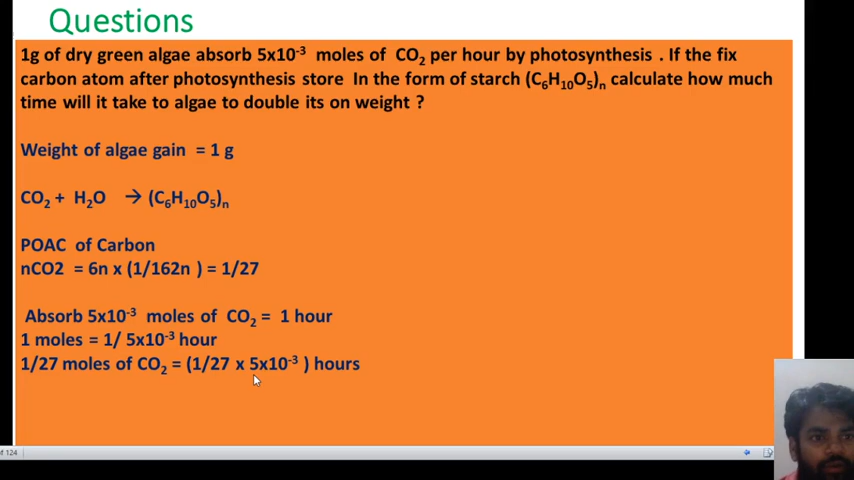 Questions
1g of dry green algae absorb 5x10⁻³ moles of CO₂ per hour by photosynthesis . If the fix
carbon atom after photosynthesis store In the form of starch (C₆H₁₀O₅)ₙ calculate how much
time will it take to algae to double its on weight ?
Weight of algae gain = 1 g
CO₂ + H₂O → (C₆H₁₀O₅)ₙ
POAC of Carbon
nCO2 = 6n x (1/162n ) = 1/27
Absorb 5x10⁻³ moles of CO₂ = 1 hour
1 moles = 1/ 5x10⁻³ hour
1/27 moles of CO₂ = (1/27 x 5x10⁻³ ) hours
of 124